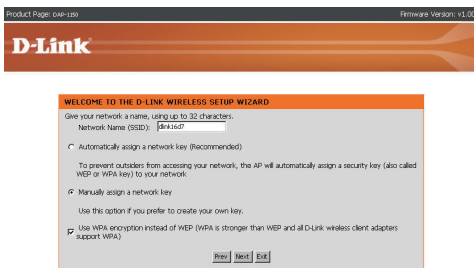 Product Page: DAP-1150 Firmware Version: v1.00
D-Link
WELCOME TO THE D-LINK WIRELESS SETUP WIZARD
Give your network a name, using up to 32 characters.
Network Name (SSID): dlink16d7
Automatically assign a network key (Recommended)
To prevent outsiders from accessing your network, the AP will automatically assign a security key (also called
WEP or WPA key) to your network
Manually assign a network key
Use this option if you prefer to create your own key.
Use WPA encryption instead of WEP (WPA is stronger than WEP and all D-Link wireless client adapters
support WPA)
Prev Next Exit